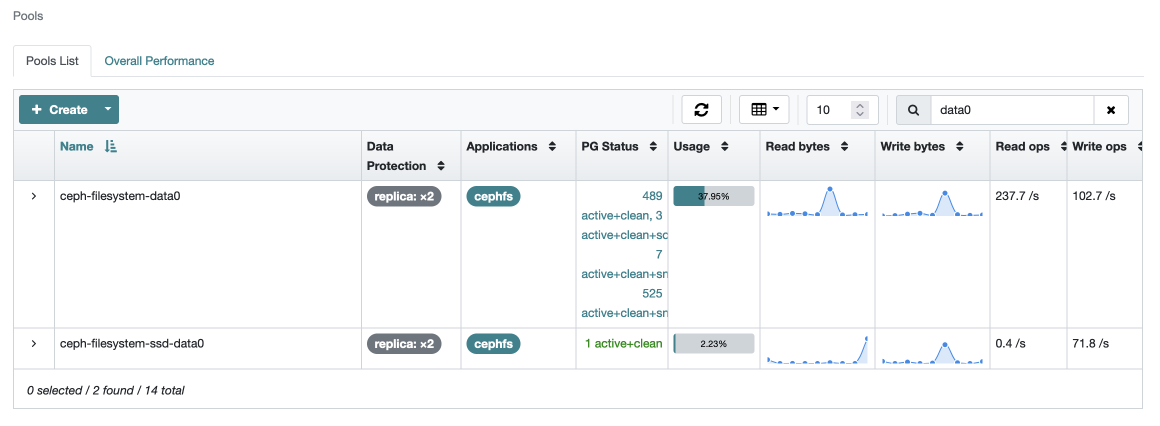 Pools
Pools List
Overall Performance
+ Create
10
data0
Name
Data Protection
Applications
PG Status
Usage
Read bytes
Write bytes
Read ops
Write ops
ceph-filesystem-data0
replica: ×2
cephfs
489
active+clean, 3
active+clean+sc
7
active+clean+sn
525
active+clean+sn
37.95%
237.7 /s
102.7 /s
ceph-filesystem-ssd-data0
replica: ×2
cephfs
1 active+clean
2.23%
0.4 /s
71.8 /s
0 selected / 2 found / 14 total